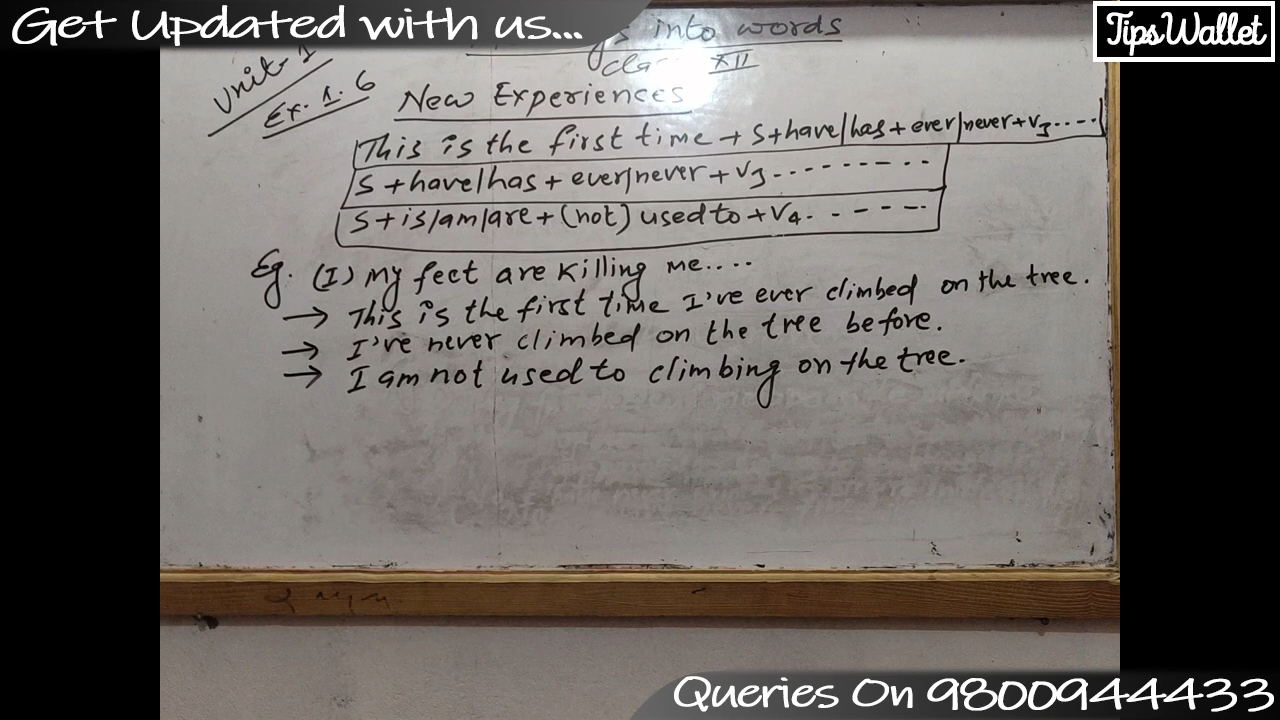 Get Updated with us...
TipsWallet
into words
Unit-1
XII
Ex. 1.6
New Experiences
This is the first time + S+have/has+ever/never+V3.....
S+have/has+ever/never+V3..........
S+is/am/are+(not) used to+V4.------.
Eg. (I) My feet are killing me....
→ This is the first time I've ever climbed on the tree.
→ I've never climbed on the tree before.
→ I am not used to climbing on the tree.
Queries On 9800944433